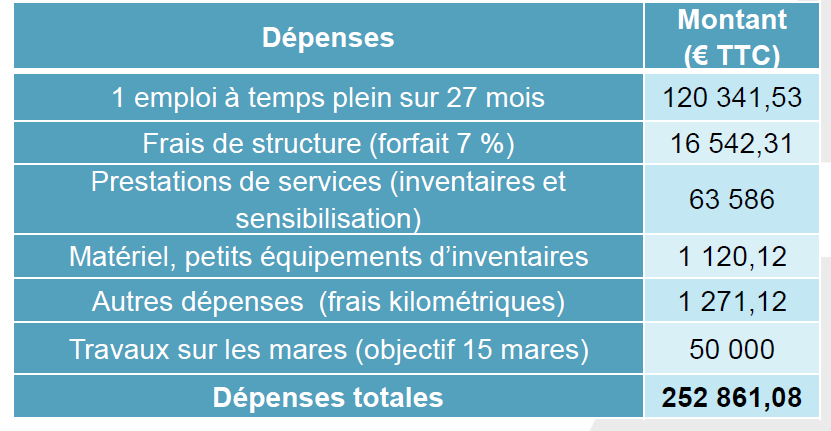 Dépenses
Montant
(€ TTC)
1 emploi à temps plein sur 27 mois
120 341,53
Frais de structure (forfait 7 %)
16 542,31
Prestations de services (inventaires et
sensibilisation)
63 586
Matériel, petits équipements d’inventaires
1 120,12
Autres dépenses  (frais kilométriques)
1 271,12
Travaux sur les mares (objectif 15 mares)
50 000
Dépenses totales
252 861,08